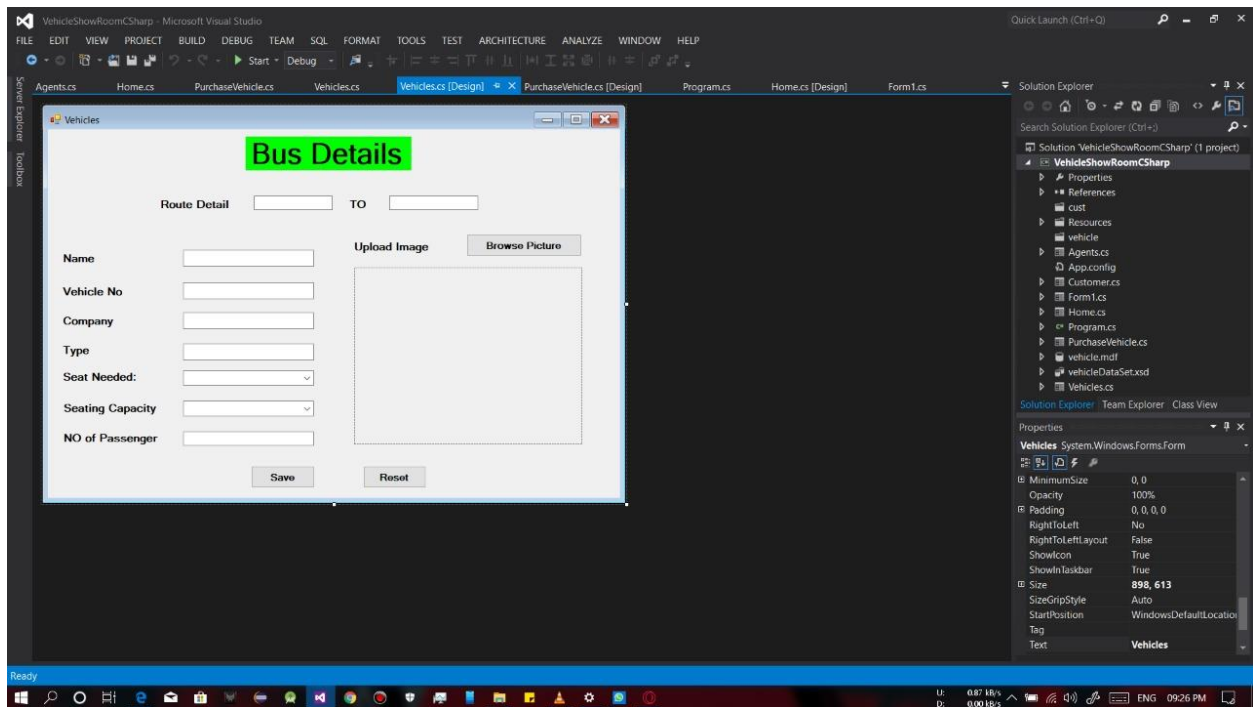 VehicleShowRoomCSharp - Microsoft Visual Studio
Quick Launch (Ctrl+Q)
FILE EDIT VIEW PROJECT BUILD DEBUG TEAM SQL FORMAT TOOLS TEST ARCHITECTURE ANALYZE WINDOW HELP
Start Debug
Server Explorer
Toolbox
Agents.cs Home.cs PurchaseVehicle.cs Vehicles.cs Vehicles.cs [Design] PurchaseVehicle.cs [Design] Program.cs Home.cs [Design] Form1.cs
Vehicles
Bus Details
Route Detail TO
Upload Image Browse Picture
Name
Vehicle No
Company
Type
Seat Needed:
Seating Capacity
NO of Passenger
Save Reset
Solution Explorer
Search Solution Explorer (Ctrl+;)
Solution 'VehicleShowRoomCSharp' (1 project)
VehicleShowRoomCSharp
Properties
References
cust
Resources
vehicle
Agents.cs
App.config
Customer.cs
Form1.cs
Home.cs
Program.cs
PurchaseVehicle.cs
vehicle.mdf
vehicleDataSet.xsd
Vehicles.cs
Solution Explorer Team Explorer Class View
Properties
Vehicles System.Windows.Forms.Form
MinimumSize 0, 0
Opacity 100%
Padding 0, 0, 0, 0
RightToLeft No
RightToLeftLayout False
ShowIcon True
ShowInTaskbar True
Size 898, 613
SizeGripStyle Auto
StartPosition WindowsDefaultLocatio
Tag
Text Vehicles
Ready
U: 0.87 kB/s
D: 0.00 kB/s
ENG 09:26 PM